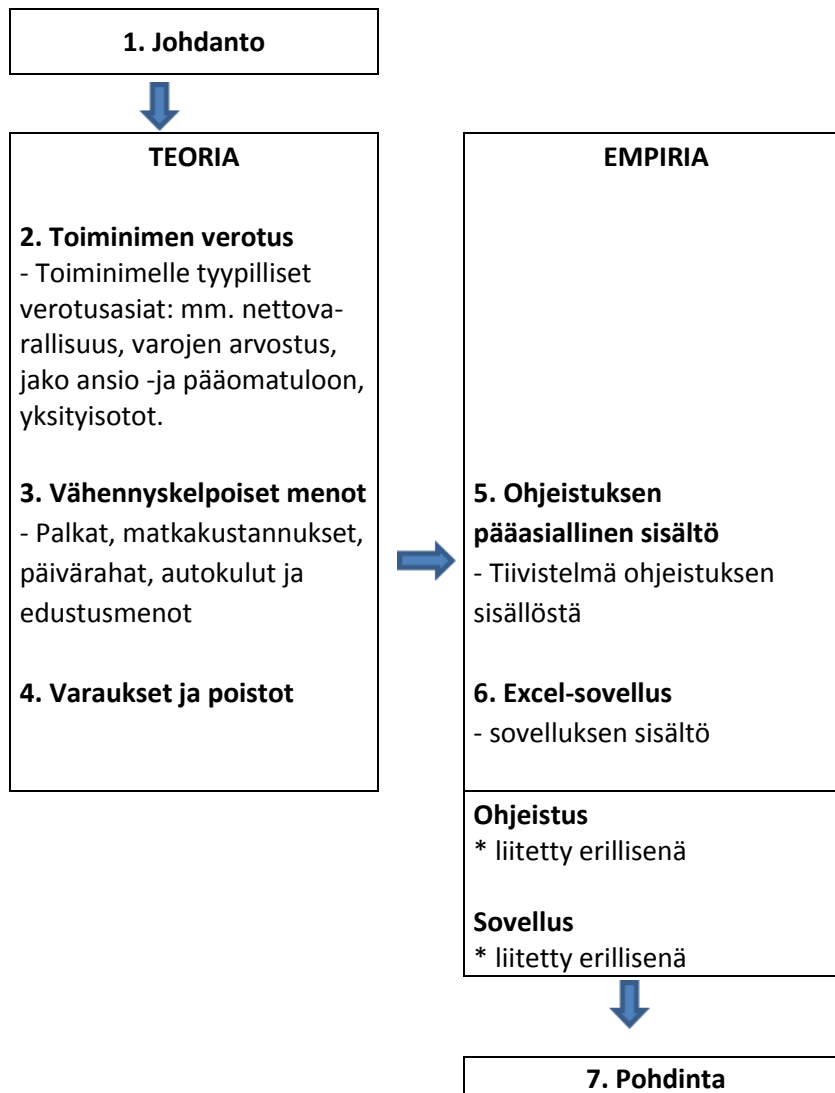 1. Johdanto
TEORIA
2. Toiminimen verotus
- Toiminimelle tyypilliset
verotusasiat: mm. nettova-
rallisuus, varojen arvostus,
jako ansio -ja pääomatuloon,
yksityisotot.
3. Vähennyskelpoiset menot
- Palkat, matkakustannukset,
päivärahat, autokulut ja
edustusmenot
4. Varaukset ja poistot
EMPIRIA
5. Ohjeistuksen
pääasiallinen sisältö
- Tiivistelmä ohjeistuksen
sisällöstä
6. Excel-sovellus
- sovelluksen sisältö
Ohjeistus
* liitetty erillisenä
Sovellus
* liitetty erillisenä
7. Pohdinta